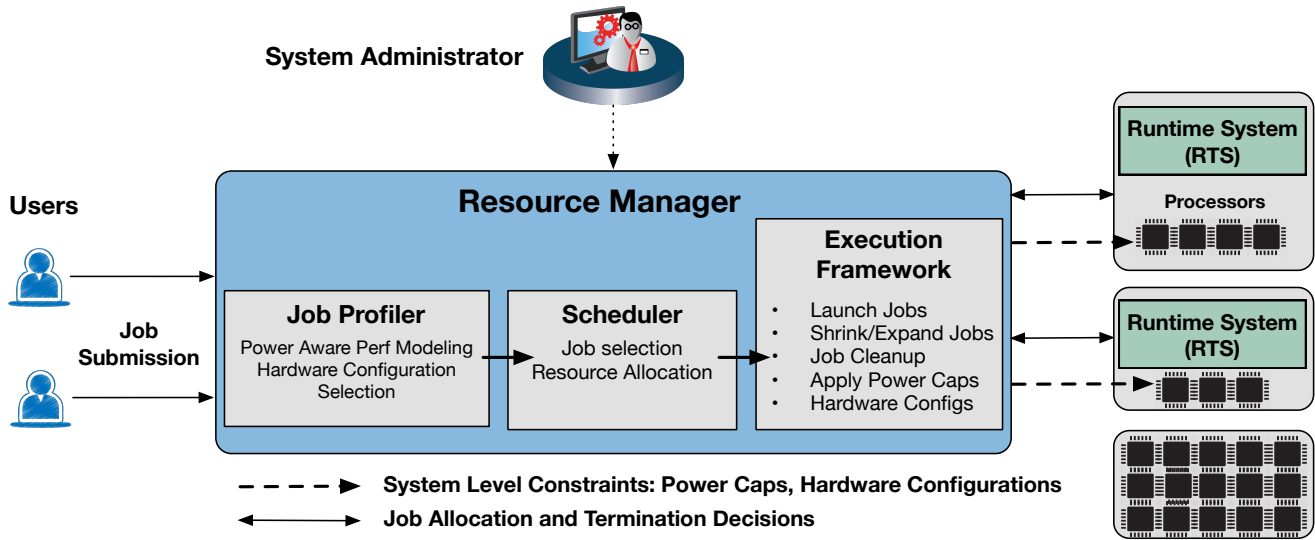 System Administrator
Users
Job
Submission
Resource Manager
Job Profiler
Power Aware Perf Modeling
Hardware Configuration
Selection
Scheduler
Job selection
Resource Allocation
Execution
Framework
• Launch Jobs
• Shrink/Expand Jobs
• Job Cleanup
• Apply Power Caps
• Hardware Configs
Runtime System
(RTS)
Processors
Runtime System
(RTS)
System Level Constraints: Power Caps, Hardware Configurations
Job Allocation and Termination Decisions